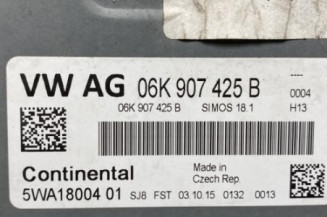 VW AG 06K 907 425 B
----
0004
06K 907 425 B SIMOS 18.1 H13
Continental
Made in
Czech Rep.
5WA18004 01 SJ8 FST 03.10.15 0132 0013